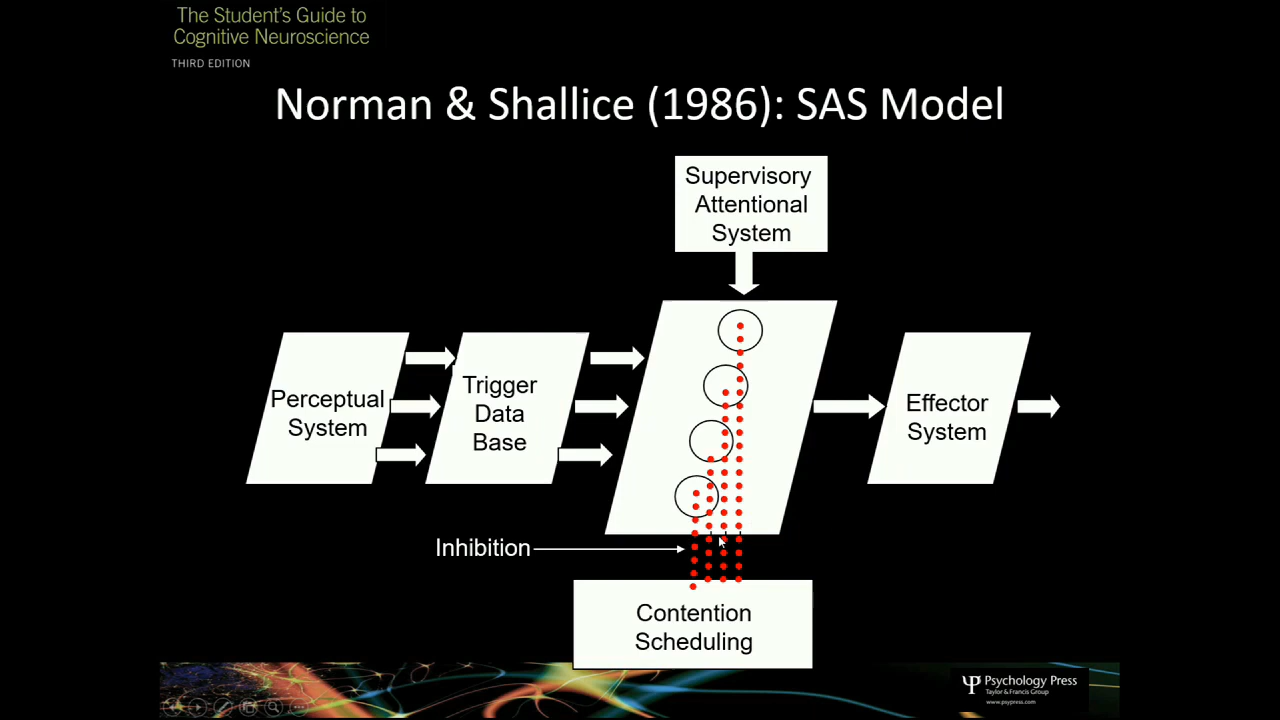 The Student's Guide to
Cognitive Neuroscience
THIRD EDITION
Norman & Shallice (1986): SAS Model
Supervisory
Attentional
System
Perceptual
System
Trigger
Data
Base
Effector
System
Inhibition
Contention
Scheduling
Ψ Psychology Press
Taylor & Francis Group
www.psypress.com